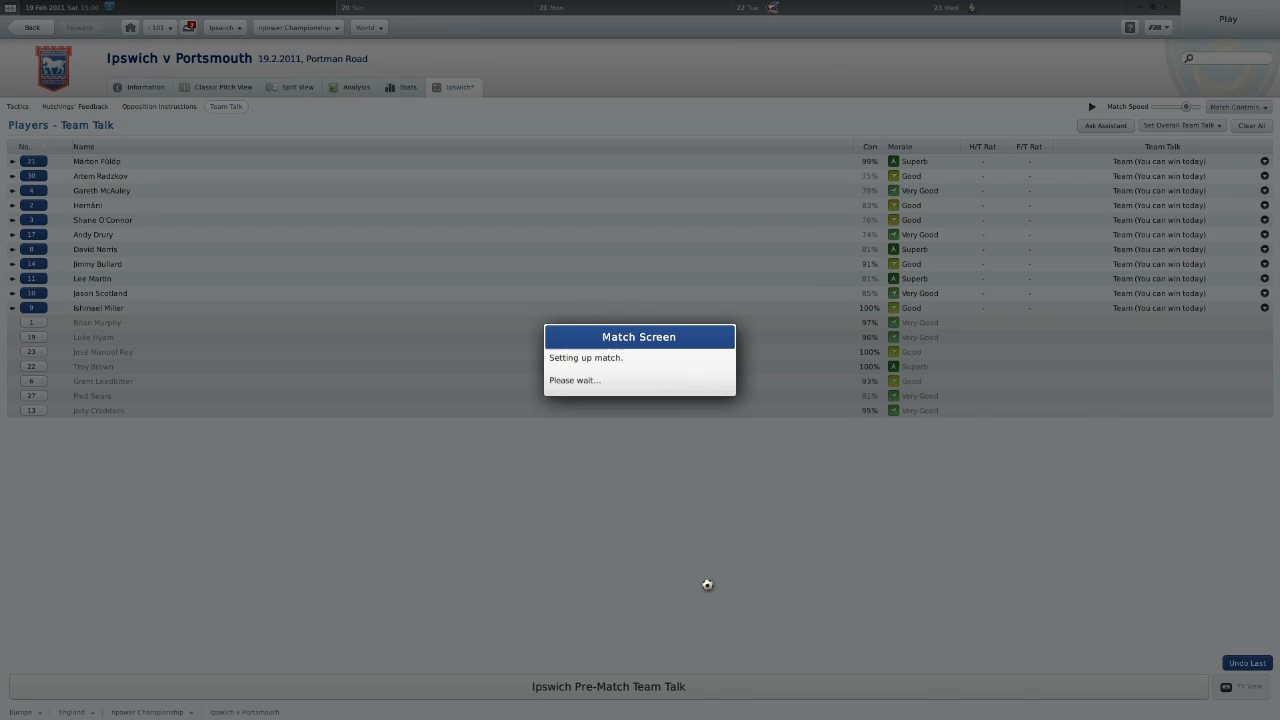 19 Feb 2011 Sat 15:00 20 Sun 21 Mon 22 Tue 23 Wed
Back Forward Ipswich npower Championship World ? FM Play
Ipswich v Portsmouth 19.2.2011, Portman Road
Information Classic Pitch View Split View Analysis Stats Ipswich*
Tactics Hutchings' Feedback Opposition Instructions Team Talk Match Speed Match Controls
Players - Team Talk Ask Assistant Set Overall Team Talk Clear All
No. Name Con Morale H/T Rat F/T Rat Team Talk
21 Márton Fülöp 99% Superb - - Team (You can win today)
30 Artem Radzkov 75% Good - - Team (You can win today)
4 Gareth McAuley 78% Very Good - - Team (You can win today)
2 Hernâni 83% Good - - Team (You can win today)
3 Shane O'Connor 76% Good - - Team (You can win today)
17 Andy Drury 74% Very Good - - Team (You can win today)
8 David Norris 81% Superb - - Team (You can win today)
14 Jimmy Bullard 91% Good - - Team (You can win today)
11 Lee Martin 81% Superb - - Team (You can win today)
10 Jason Scotland 85% Very Good - - Team (You can win today)
9 Ishmael Miller 100% Good - - Team (You can win today)
1 Brian Murphy 97% Very Good
19 Luke Hyam 96% Very Good
23 José Manuel Rey 100% Good
22 Troy Brown 100% Superb
6 Grant Leadbitter 93% Good
27 Fred Sears 81% Very Good
13 Jody Craddock 95% Very Good
Match Screen
Setting up match.
Please wait...
Undo Last
Ipswich Pre-Match Team Talk TV View
Europe England npower Championship Ipswich v Portsmouth